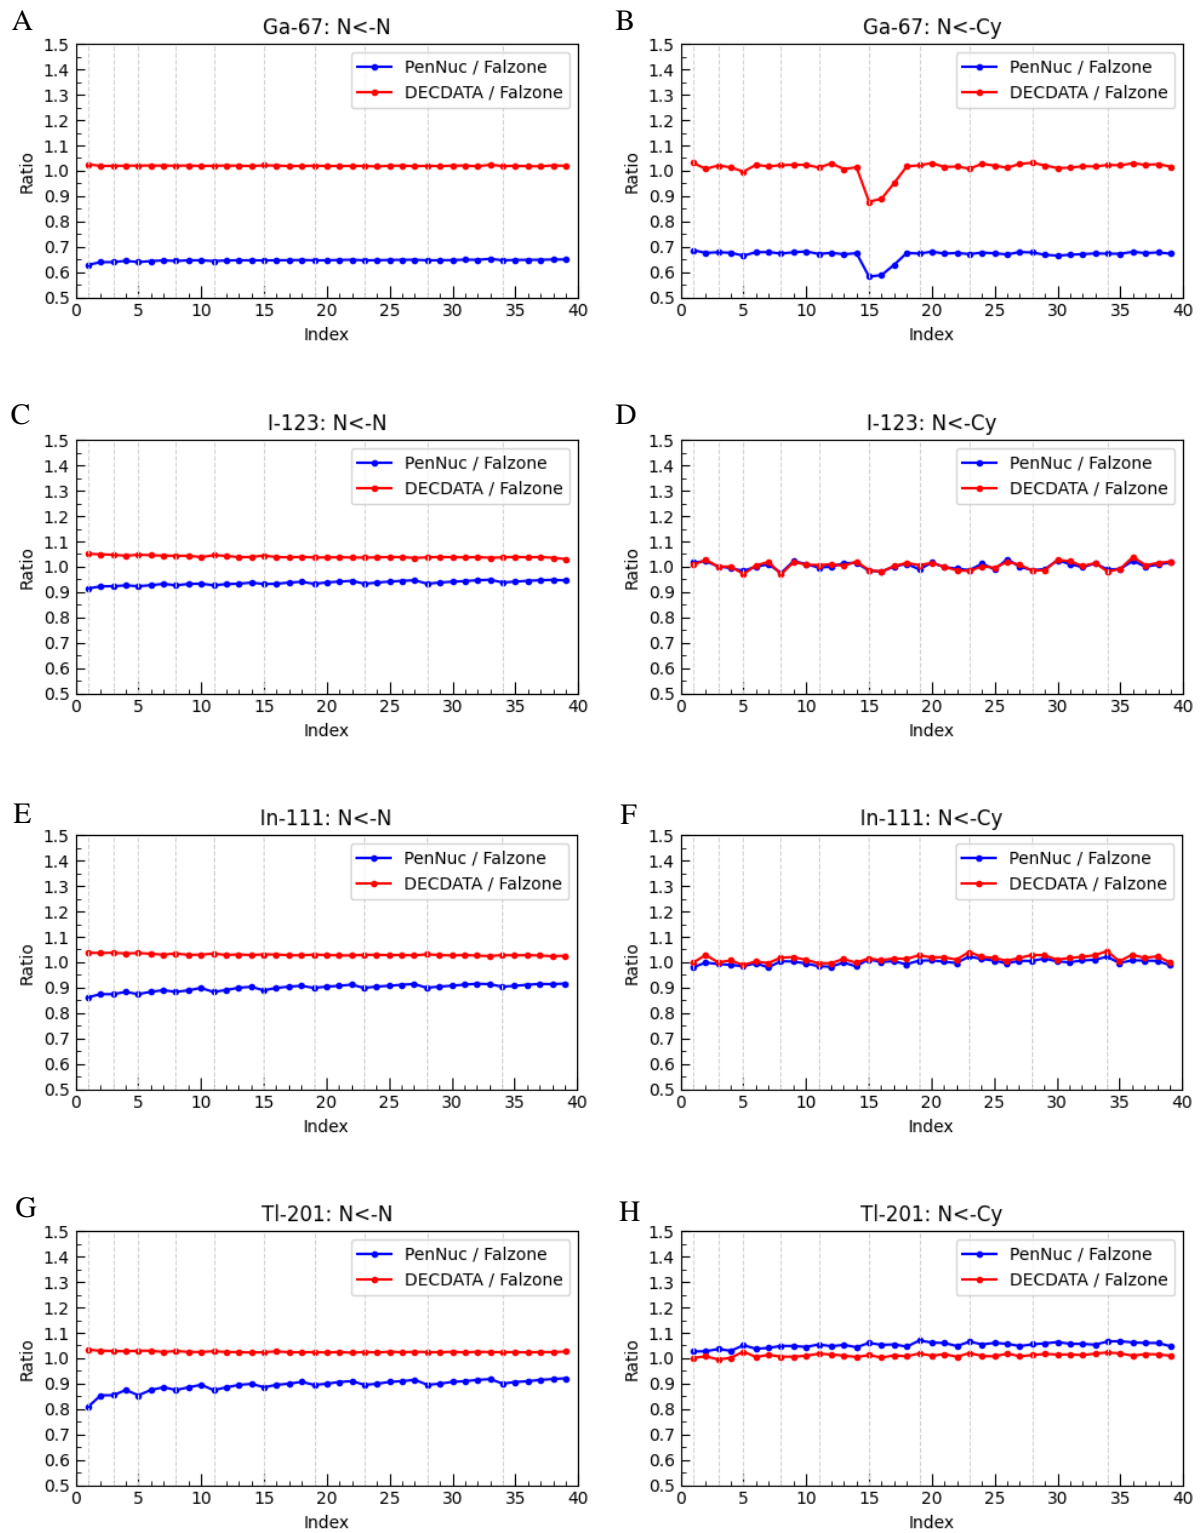 A
Ga-67: N<-N
1.5
1.4
1.3
1.2
1.1
1.0
0.9
0.8
0.7
0.6
0.5
Ratio
PenNuc / Falzone
DECDATA / Falzone
0 5 10 15 20 25 30 35 40
Index
B
Ga-67: N<-Cy
1.5
1.4
1.3
1.2
1.1
1.0
0.9
0.8
0.7
0.6
0.5
Ratio
PenNuc / Falzone
DECDATA / Falzone
0 5 10 15 20 25 30 35 40
Index
C
I-123: N<-N
1.5
1.4
1.3
1.2
1.1
1.0
0.9
0.8
0.7
0.6
0.5
Ratio
PenNuc / Falzone
DECDATA / Falzone
0 5 10 15 20 25 30 35 40
Index
D
I-123: N<-Cy
1.5
1.4
1.3
1.2
1.1
1.0
0.9
0.8
0.7
0.6
0.5
Ratio
PenNuc / Falzone
DECDATA / Falzone
0 5 10 15 20 25 30 35 40
Index
E
In-111: N<-N
1.5
1.4
1.3
1.2
1.1
1.0
0.9
0.8
0.7
0.6
0.5
Ratio
PenNuc / Falzone
DECDATA / Falzone
0 5 10 15 20 25 30 35 40
Index
F
In-111: N<-Cy
1.5
1.4
1.3
1.2
1.1
1.0
0.9
0.8
0.7
0.6
0.5
Ratio
PenNuc / Falzone
DECDATA / Falzone
0 5 10 15 20 25 30 35 40
Index
G
Tl-201: N<-N
1.5
1.4
1.3
1.2
1.1
1.0
0.9
0.8
0.7
0.6
0.5
Ratio
PenNuc / Falzone
DECDATA / Falzone
0 5 10 15 20 25 30 35 40
Index
H
Tl-201: N<-Cy
1.5
1.4
1.3
1.2
1.1
1.0
0.9
0.8
0.7
0.6
0.5
Ratio
PenNuc / Falzone
DECDATA / Falzone
0 5 10 15 20 25 30 35 40
Index